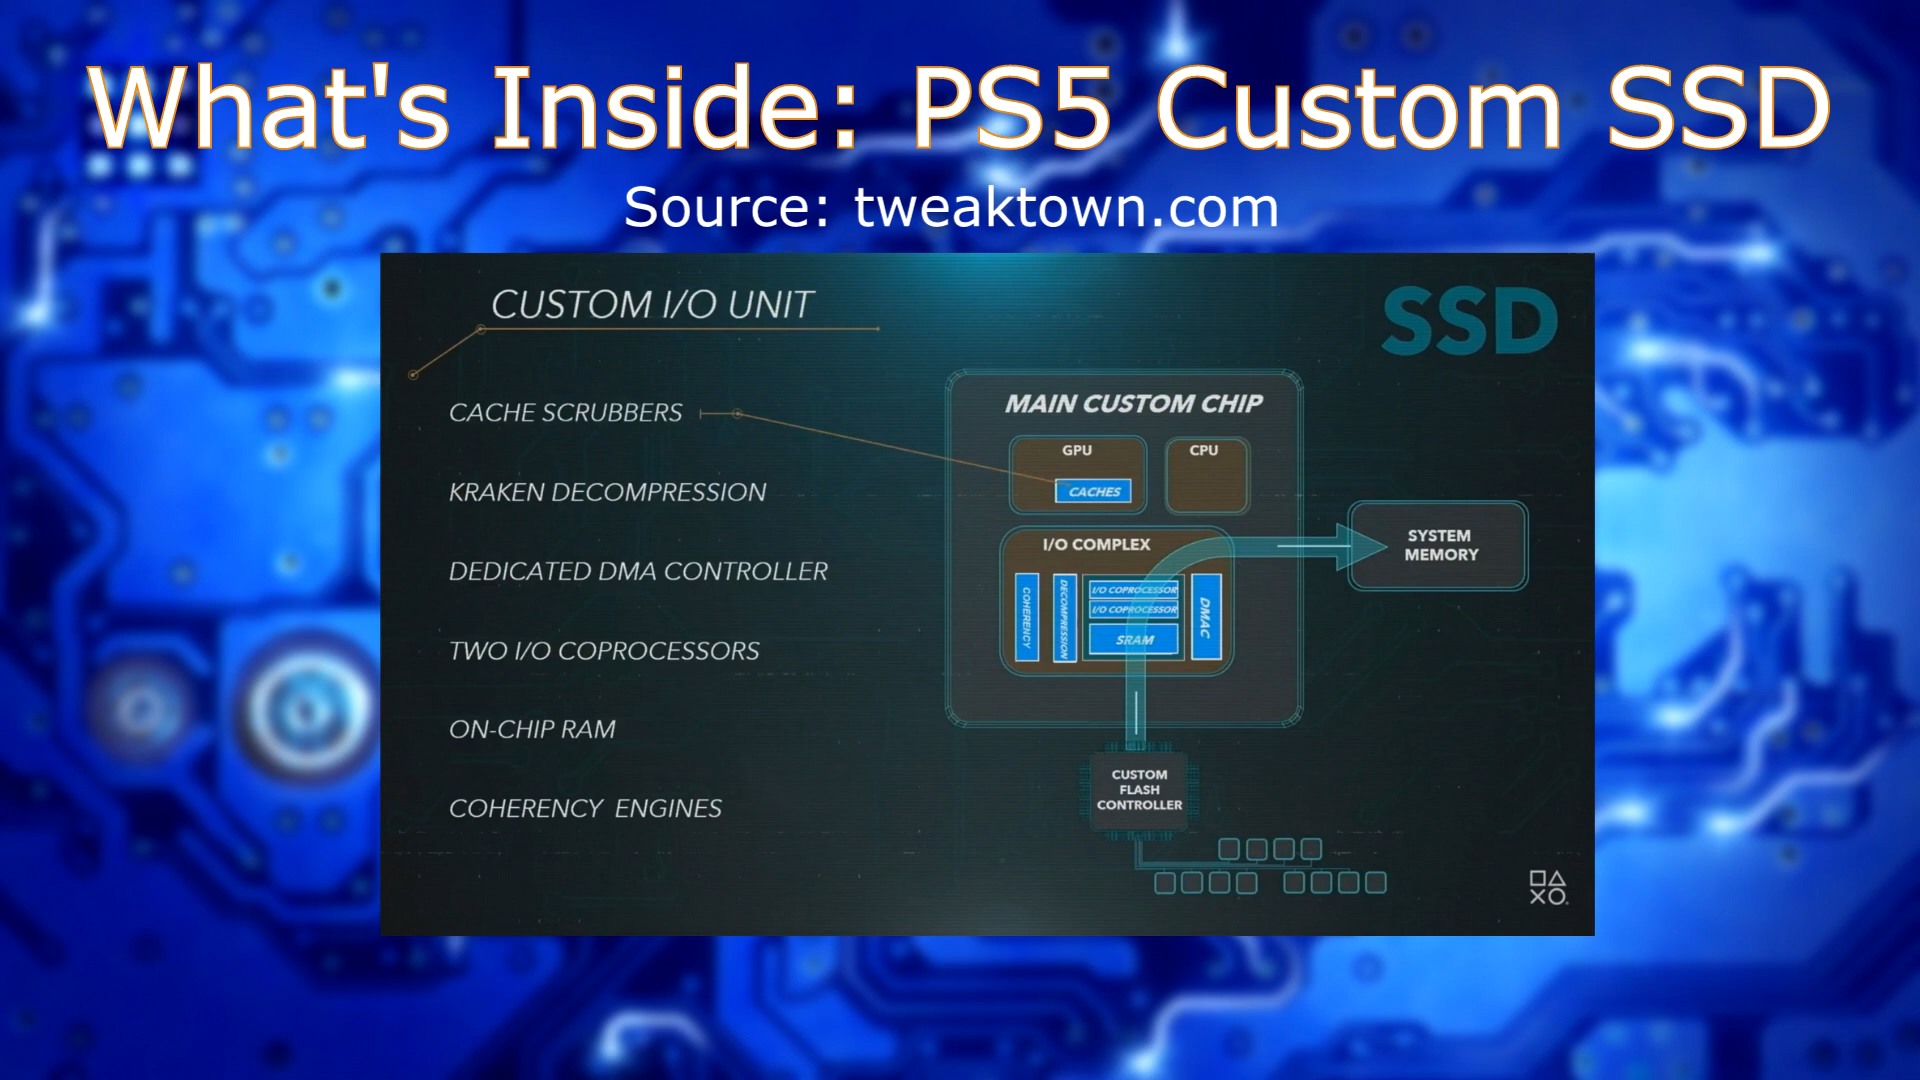 What's Inside: PS5 Custom SSD
Source: tweaktown.com
CUSTOM I/O UNIT
SSD
CACHE SCRUBBERS
KRAKEN DECOMPRESSION
DEDICATED DMA CONTROLLER
TWO I/O COPROCESSORS
ON-CHIP RAM
COHERENCY ENGINES
MAIN CUSTOM CHIP
GPU
CACHES
CPU
I/O COMPLEX
COHERENCY
DECOMPRESSION
I/O COPROCESSOR
I/O COPROCESSOR
SRAM
DMAC
SYSTEM
MEMORY
CUSTOM
FLASH
CONTROLLER